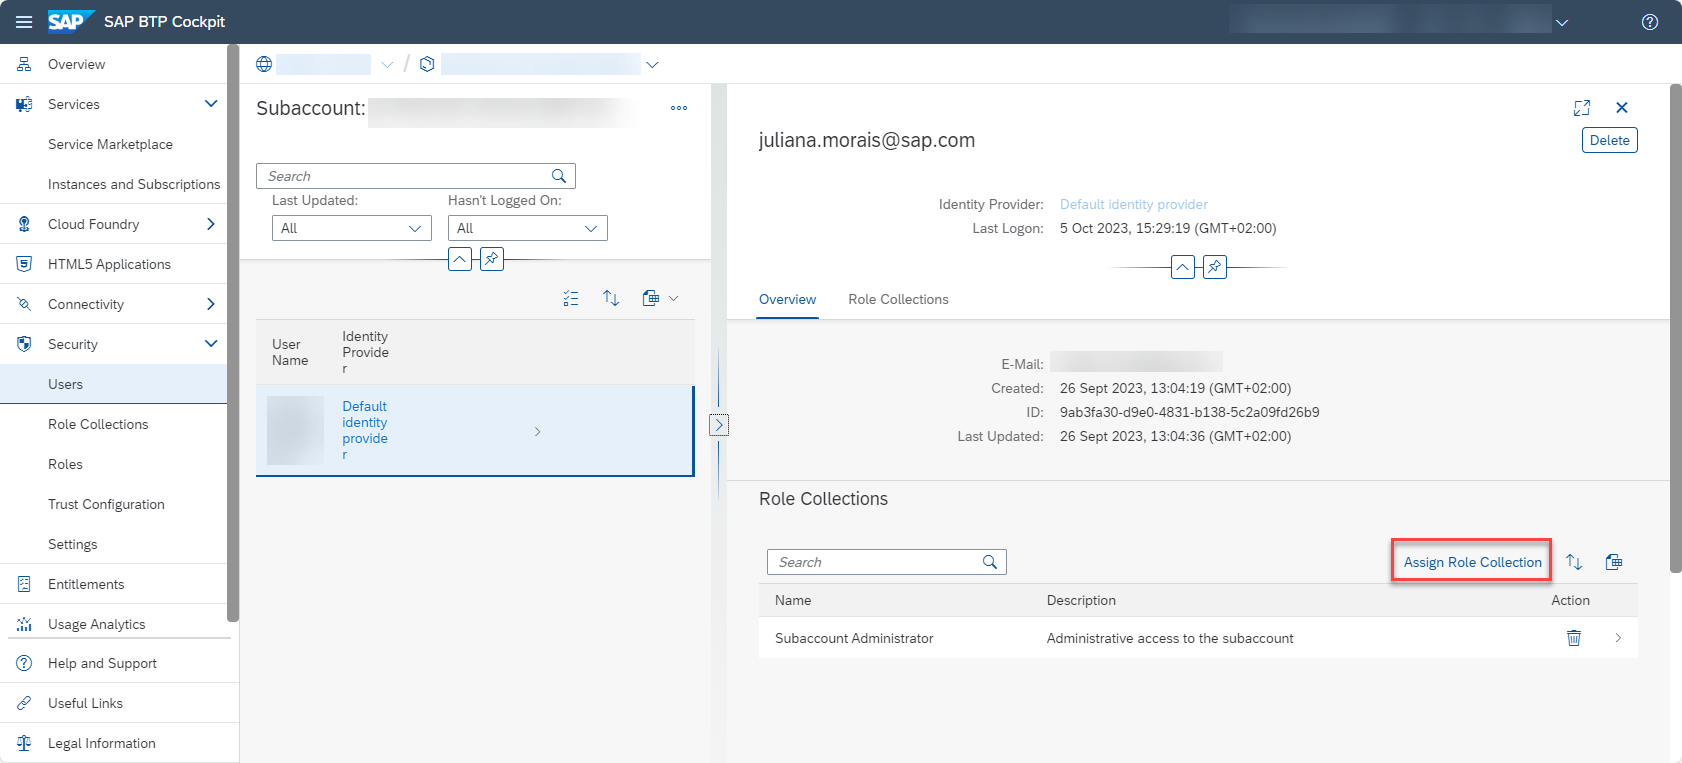 SAP SAP BTP Cockpit
Overview
Services
Service Marketplace
Instances and Subscriptions
Cloud Foundry
HTML5 Applications
Connectivity
Security
Users
Role Collections
Roles
Trust Configuration
Settings
Entitlements
Usage Analytics
Help and Support
Useful Links
Legal Information
Subaccount:
Search
Last Updated:
Hasn't Logged On:
All
All
User
Name
Identity
Provide
r
Default
identity
provide
r
juliana.morais@sap.com
Delete
Identity Provider: Default identity provider
Last Logon: 5 Oct 2023, 15:29:19 (GMT+02:00)
Overview
Role Collections
E-Mail:
Created: 26 Sept 2023, 13:04:19 (GMT+02:00)
ID: 9ab3fa30-d9e0-4831-b138-5c2a09fd26b9
Last Updated: 26 Sept 2023, 13:04:36 (GMT+02:00)
Role Collections
Search
Assign Role Collection
Name Description Action
Subaccount Administrator Administrative access to the subaccount